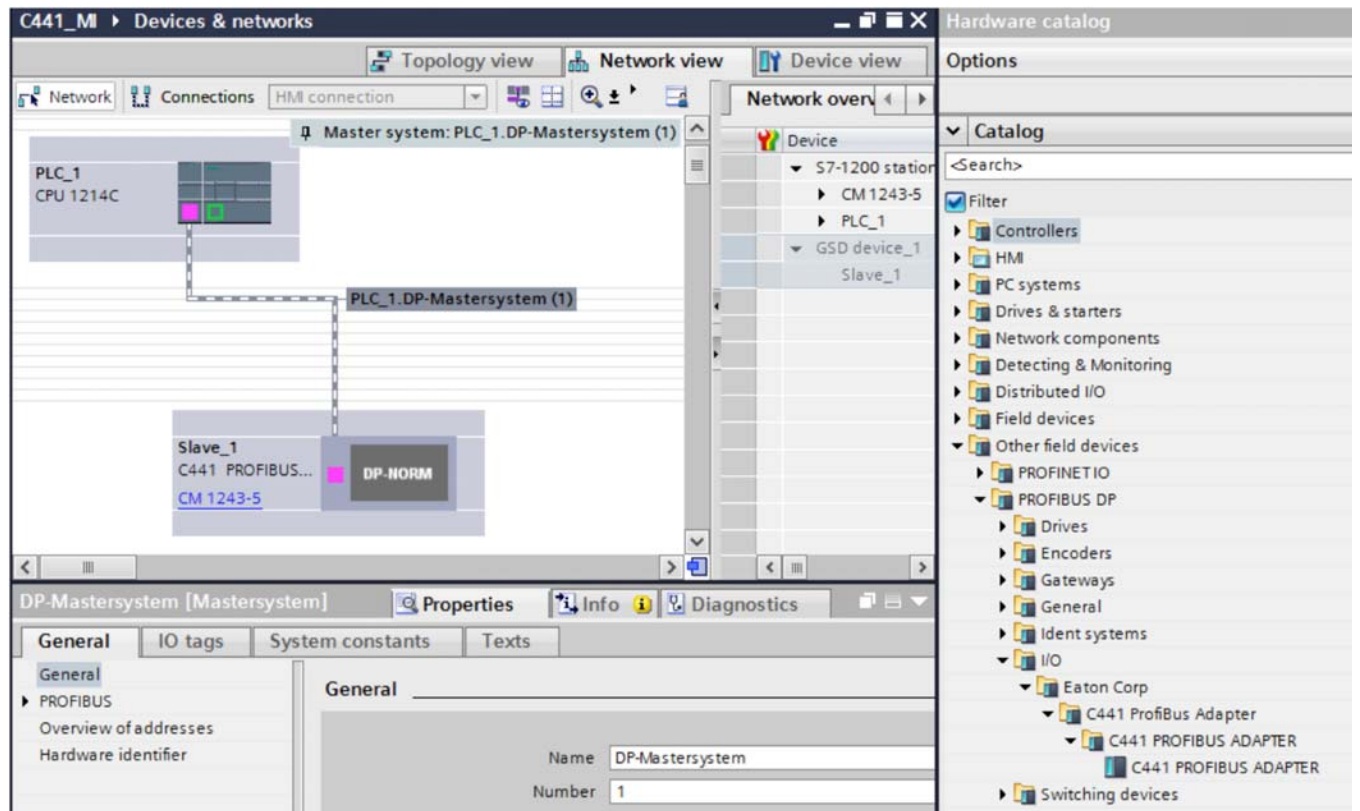 C441_MI ▸ Devices & networks
Topology view
Network view
Device view
Network
Connections
HMI connection
Master system: PLC_1.DP-Mastersystem (1)
PLC_1
CPU 1214C
PLC_1.DP-Mastersystem (1)
Slave_1
C441 PROFIBUS...
CM 1243-5
DP-NORM
Network overv
Device
S7-1200 station
CM 1243-5
PLC_1
GSD device_1
Slave_1
DP-Mastersystem [Mastersystem]
Properties
Info
Diagnostics
General
IO tags
System constants
Texts
General
PROFIBUS
Overview of addresses
Hardware identifier
General
Name DP-Mastersystem
Number 1
Hardware catalog
Options
Catalog
<Search>
Filter
Controllers
HMI
PC systems
Drives & starters
Network components
Detecting & Monitoring
Distributed I/O
Field devices
Other field devices
PROFINET IO
PROFIBUS DP
Drives
Encoders
Gateways
General
Ident systems
I/O
Eaton Corp
C441 ProfiBus Adapter
C441 PROFIBUS ADAPTER
C441 PROFIBUS ADAPTER
Switching devices